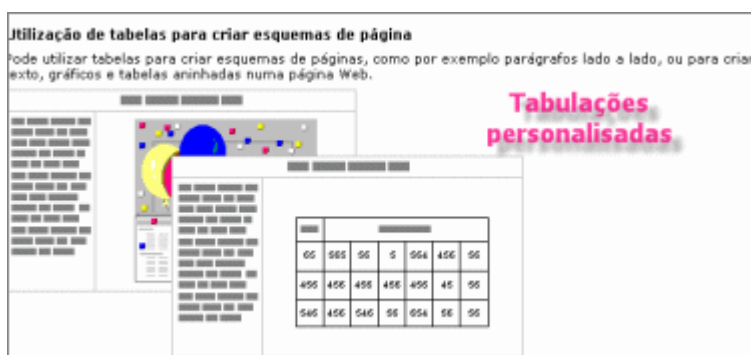 Utilização de tabelas para criar esquemas de página
Pode utilizar tabelas para criar esquemas de páginas, como por exemplo parágrafos lado a lado, ou para criar
texto, gráficos e tabelas aninhadas numa página Web.
Tabulações
personalisadas
65 565 56 5 564 456 56
456 456 456 456 456 45 56
546 456 546 56 654 56 56